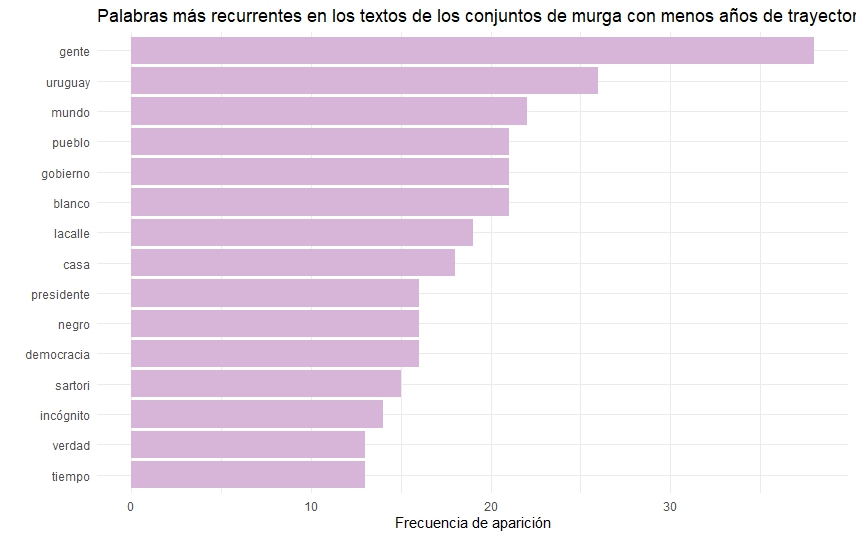 Palabras más recurrentes en los textos de los conjuntos de murga con menos años de trayector
gente
uruguay
mundo
pueblo
gobierno
blanco
lacalle
casa
presidente
negro
democracia
sartori
incógnito
verdad
tiempo
0 10 20 30
Frecuencia de aparición